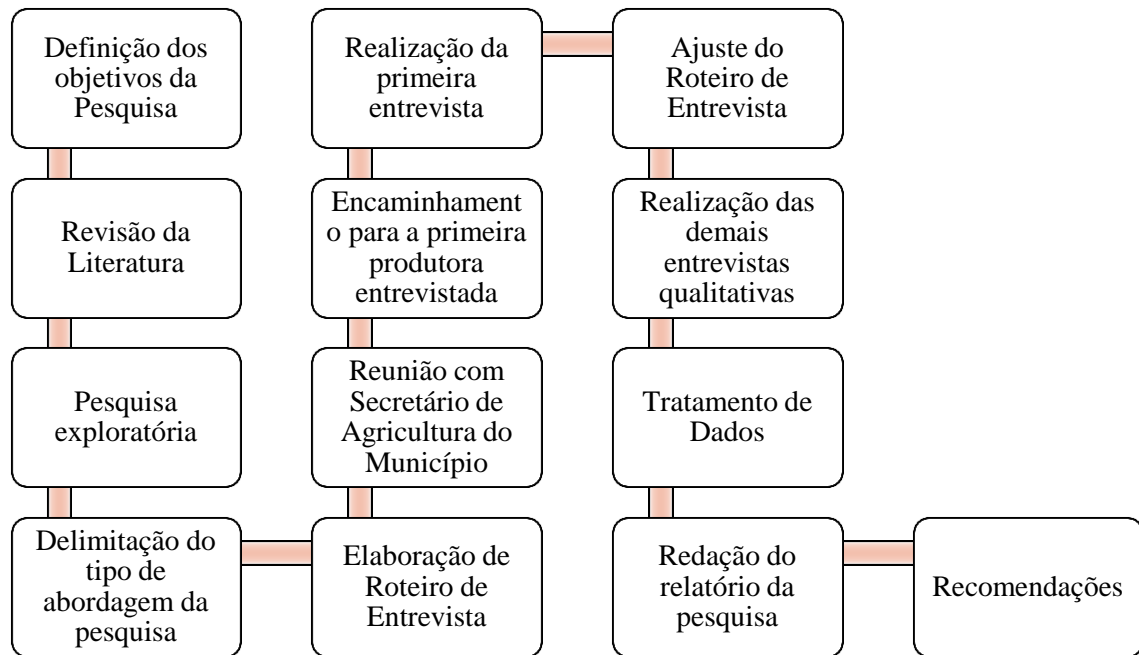 Definição dos
objetivos da
Pesquisa
Revisão da
Literatura
Pesquisa
exploratória
Delimitação do
tipo de
abordagem da
pesquisa
Elaboração de
Roteiro de
Entrevista
Reunião com
Secretário de
Agricultura do
Município
Encaminhament
o para a primeira
produtora
entrevistada
Realização da
primeira
entrevista
Ajuste do
Roteiro de
Entrevista
Realização das
demais
entrevistas
qualitativas
Tratamento de
Dados
Redação do
relatório da
pesquisa
Recomendações